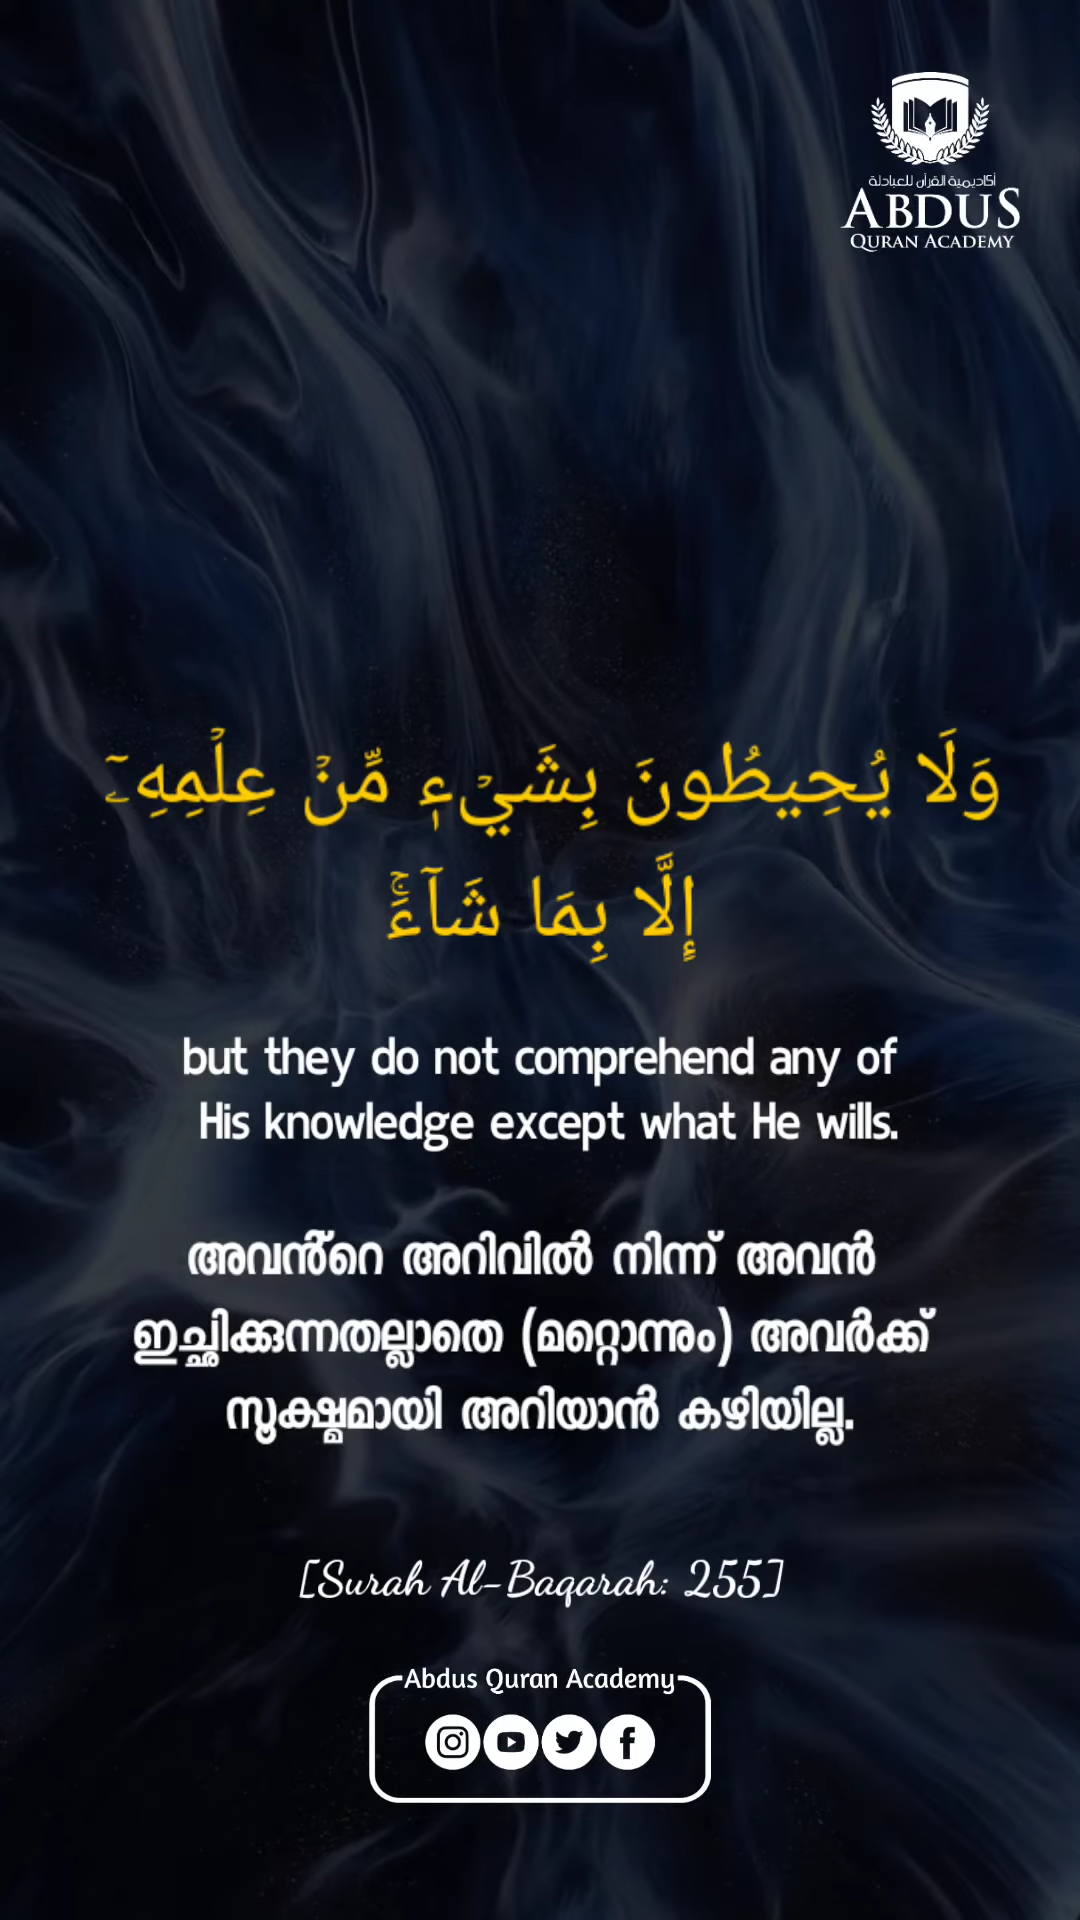 أكاديمية القرآن للعبادلة
ABDUS
QURAN ACADEMY
وَلَا يُحِيطُونَ بِشَيۡءٖ مِّنۡ عِلۡمِهِۦٓ
إِلَّا بِمَا شَآءَۚ
but they do not comprehend any of
His knowledge except what He wills.
അവൻ്റെ അറിവിൽ നിന്ന് അവൻ
ഇച്ഛിക്കുന്നതല്ലാതെ (മറ്റൊന്നും) അവർക്ക്
സൂക്ഷ്മമായി അറിയാൻ കഴിയില്ല.
[Surah Al-Baqarah: 255]
Abdus Quran Academy